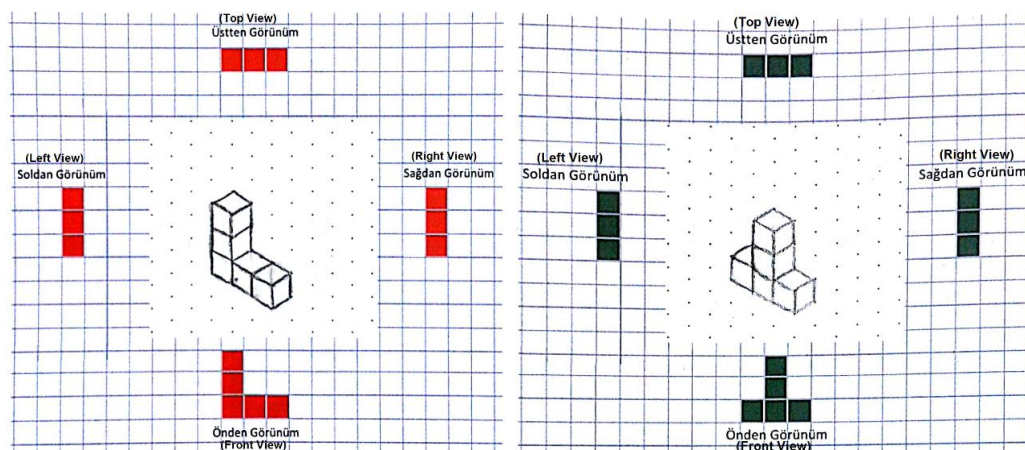 (Top View)
Üstten Görünüm
(Left View)
Soldan Görünüm
(Right View)
Sağdan Görünüm
Önden Görünüm
(Front View)
(Top View)
Üstten Görünüm
(Left View)
Soldan Görünüm
(Right View)
Sağdan Görünüm
Önden Görünüm
(Front View)